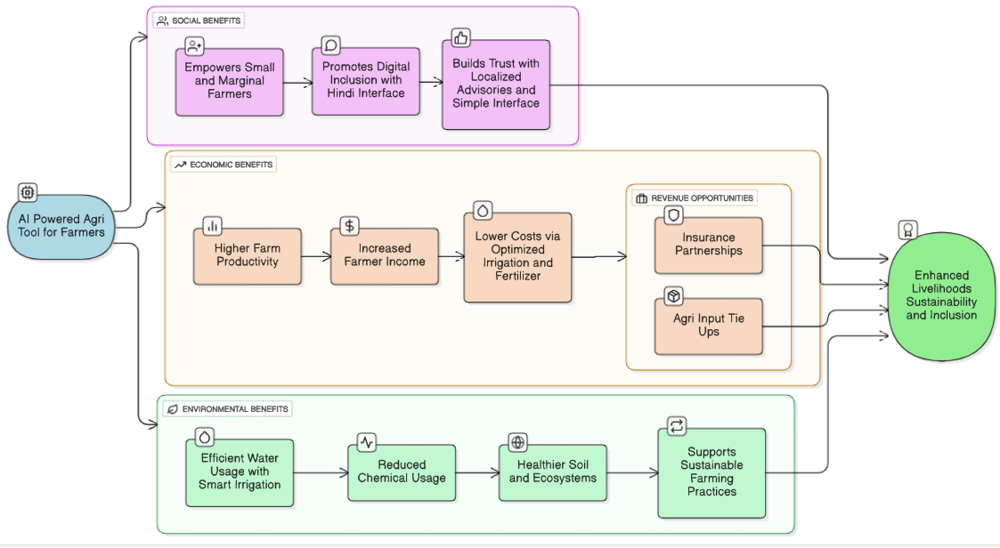 SOCIAL BENEFITS
Empowers Small
and Marginal
Farmers
Promotes Digital
Inclusion with
Hindi Interface
Builds Trust with
Localized
Advisories and
Simple Interface
AI Powered Agri
Tool for Farmers
ECONOMIC BENEFITS
Higher Farm
Productivity
Increased
Farmer Income
Lower Costs via
Optimized
Irrigation and
Fertilizer
REVENUE OPPORTUNITIES
Insurance
Partnerships
Agri Input Tie
Ups
Enhanced
Livelihoods
Sustainability
and Inclusion
ENVIRONMENTAL BENEFITS
Efficient Water
Usage with
Smart Irrigation
Reduced
Chemical Usage
Healthier Soil
and Ecosystems
Supports
Sustainable
Farming
Practices